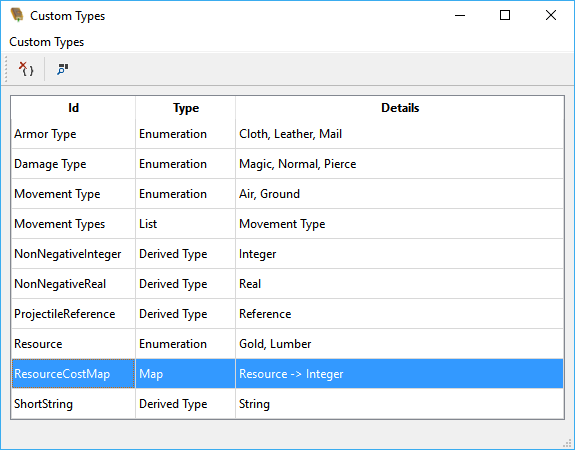 Custom Types
Custom Types
{ }
Id Type Details
Armor Type Enumeration Cloth, Leather, Mail
Damage Type Enumeration Magic, Normal, Pierce
Movement Type Enumeration Air, Ground
Movement Types List Movement Type
NonNegativeInteger Derived Type Integer
NonNegativeReal Derived Type Real
ProjectileReference Derived Type Reference
Resource Enumeration Gold, Lumber
ResourceCostMap Map Resource -> Integer
ShortString Derived Type String